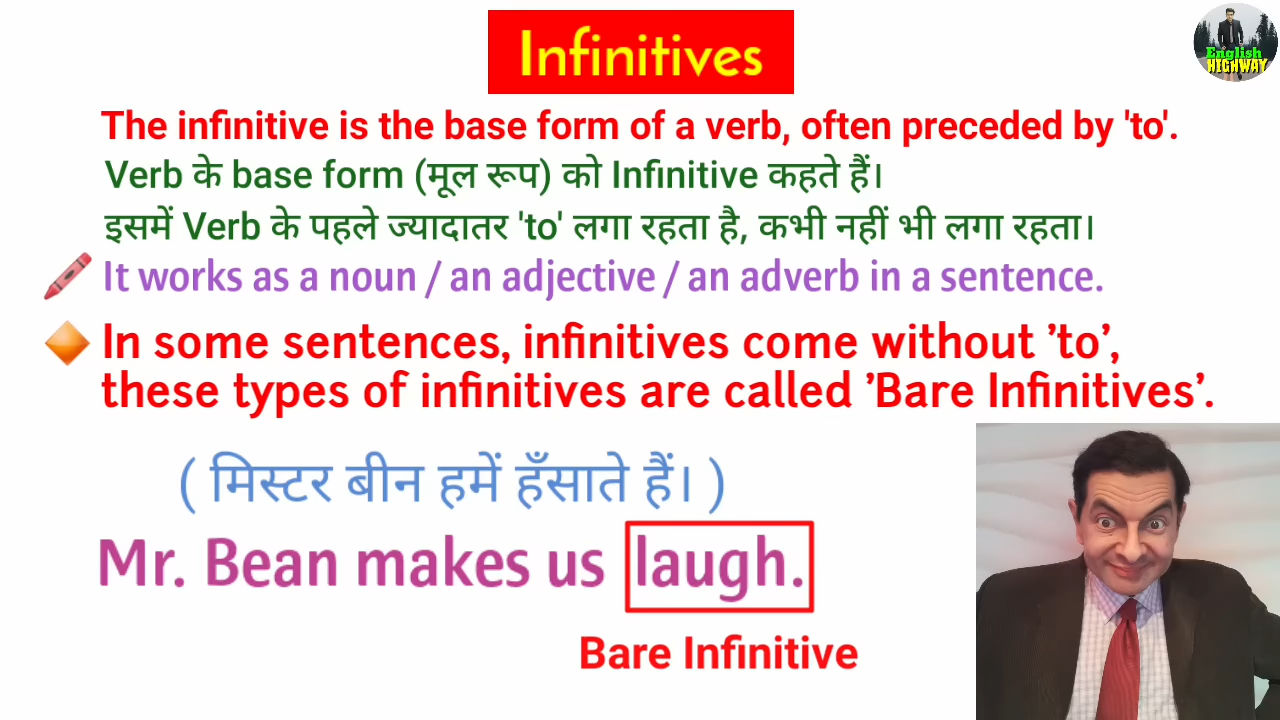 Infinitives
English
HIGHWAY
The infinitive is the base form of a verb, often preceded by 'to'.
Verb के base form (मूल रूप) को Infinitive कहते हैं।
इसमें Verb के पहले ज्यादातर 'to' लगा रहता है, कभी नहीं भी लगा रहता।
It works as a noun / an adjective / an adverb in a sentence.
In some sentences, infinitives come without ’to’,
these types of infinitives are called ’Bare Infinitives’.
( मिस्टर बीन हमें हँसाते हैं। )
Mr. Bean makes us laugh.
Bare Infinitive